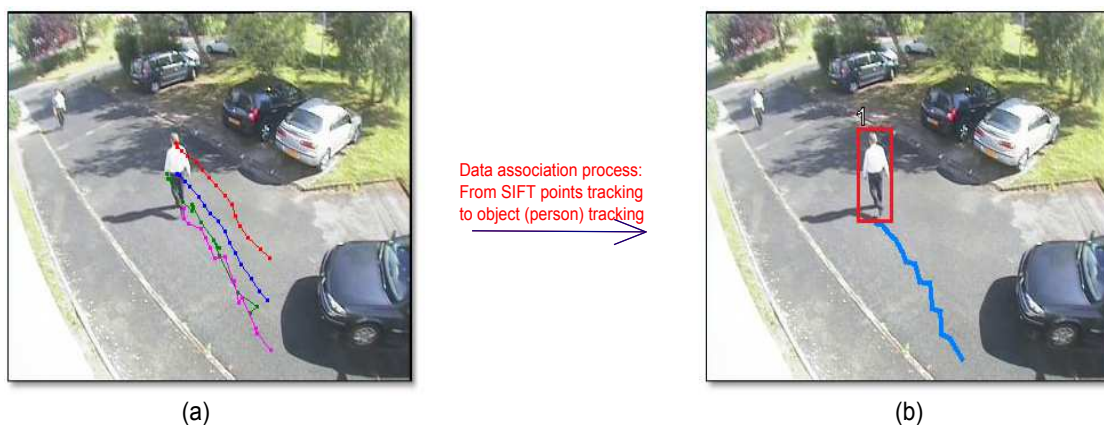 1
Data association process:
From SIFT points tracking
to object (person) tracking
(a)
(b)